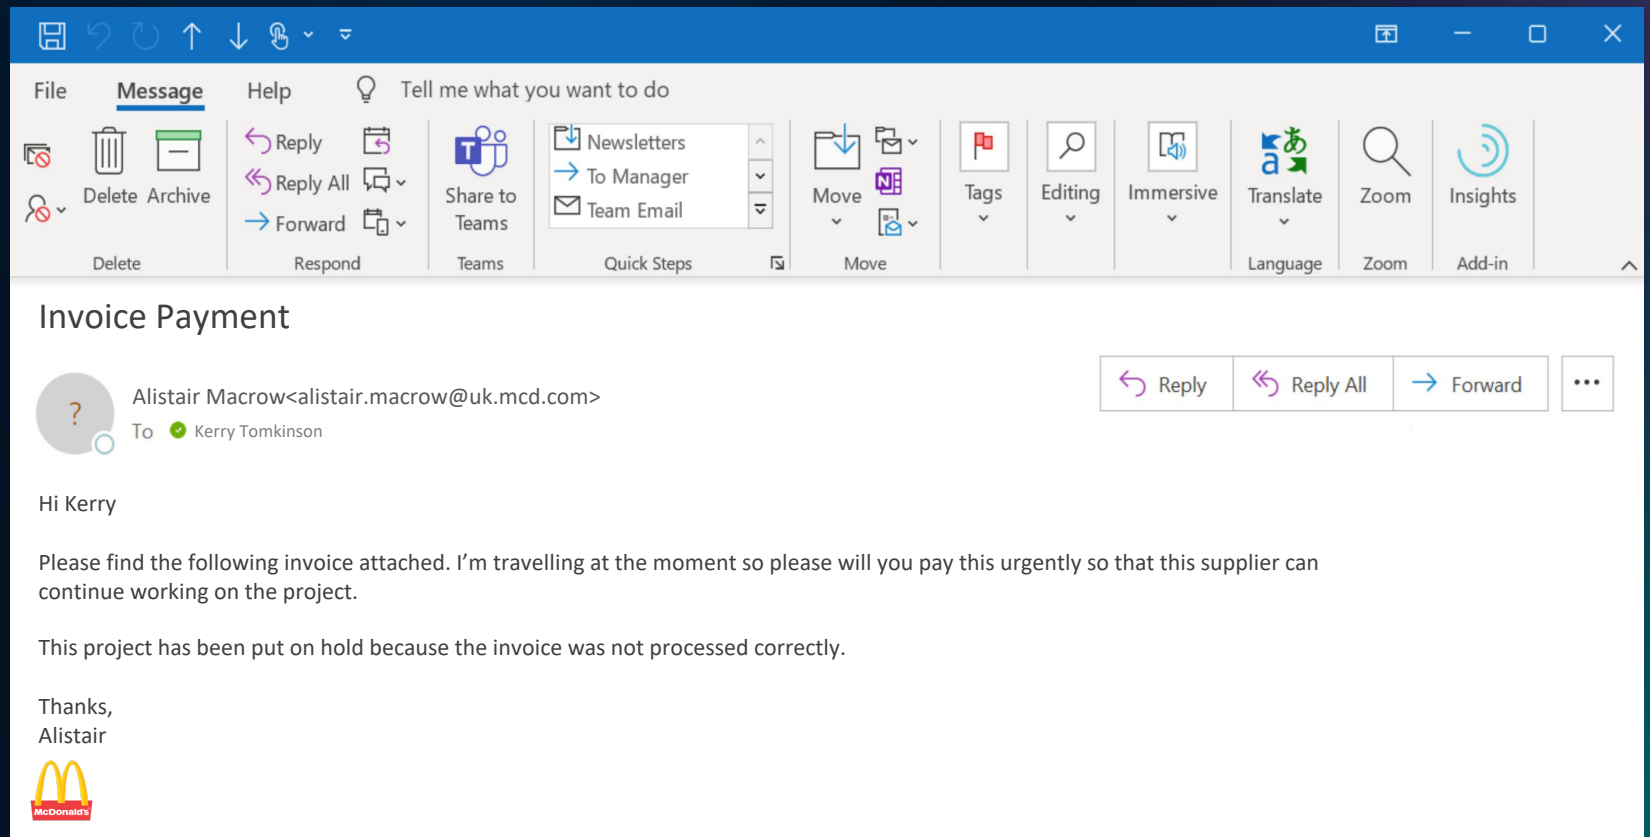 File Message Help Tell me what you want to do
Delete Archive
Reply
Reply All
Forward
Share to
Teams
Newsletters
To Manager
Team Email
Move
Tags
Editing
Immersive
Translate
Zoom
Insights
Delete Respond Teams Quick Steps Move Language Zoom Add-in
Invoice Payment
Alistair Macrow<alistair.macrow@uk.mcd.com>
To Kerry Tomkinson
Reply Reply All Forward
Hi Kerry
Please find the following invoice attached. I’m travelling at the moment so please will you pay this urgently so that this supplier can
continue working on the project.
This project has been put on hold because the invoice was not processed correctly.
Thanks,
Alistair
McDonald's